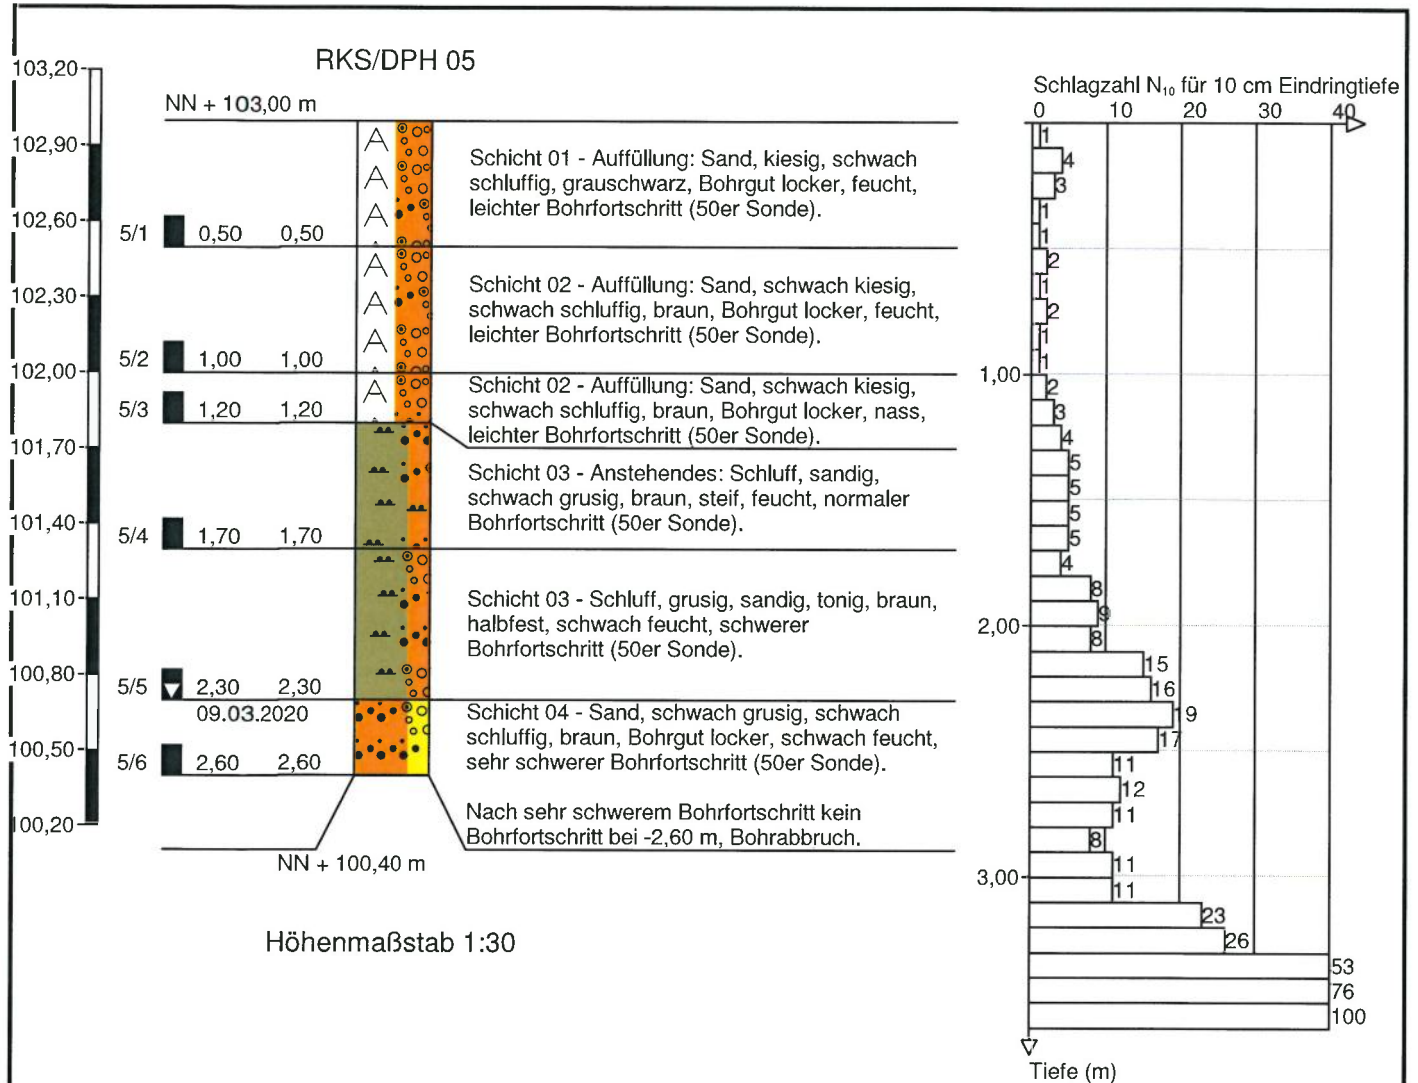 RKS/DPH 05
103,20
102,90
102,60
102,30
102,00
101,70
101,40
101,10
100,80
100,50
100,20
NN + 103,00 m
Schicht 01 - Auffüllung: Sand, kiesig, schwach
schluffig, grauschwarz, Bohrgut locker, feucht,
leichter Bohrfortschritt (50er Sonde).
5/1 0,50 0,50
Schicht 02 - Auffüllung: Sand, schwach kiesig,
schwach schluffig, braun, Bohrgut locker, feucht,
leichter Bohrfortschritt (50er Sonde).
5/2 1,00 1,00
Schicht 02 - Auffüllung: Sand, schwach kiesig,
schwach schluffig, braun, Bohrgut locker, nass,
leichter Bohrfortschritt (50er Sonde).
5/3 1,20 1,20
Schicht 03 - Anstehendes: Schluff, sandig,
schwach grusig, braun, steif, feucht, normaler
Bohrfortschritt (50er Sonde).
5/4 1,70 1,70
Schicht 03 - Schluff, grusig, sandig, tonig, braun,
halbfest, schwach feucht, schwerer
Bohrfortschritt (50er Sonde).
5/5 2,30 2,30
09.03.2020
Schicht 04 - Sand, schwach grusig, schwach
schluffig, braun, Bohrgut locker, schwach feucht,
sehr schwerer Bohrfortschritt (50er Sonde).
5/6 2,60 2,60
Nach sehr schwerem Bohrfortschritt kein
Bohrfortschritt bei -2,60 m, Bohrabbruch.
NN + 100,40 m
Höhenmaßstab 1:30
Schlagzahl N₁₀ für 10 cm Eindringtiefe
0 10 20 30 40
1
4
3
1
1
2
1
2
1
1
1,00
2
3
4
5
5
5
5
4
8
9
2,00
8
15
16
19
17
11
12
11
8
11
3,00
11
23
26
53
76
100
Tiefe (m)